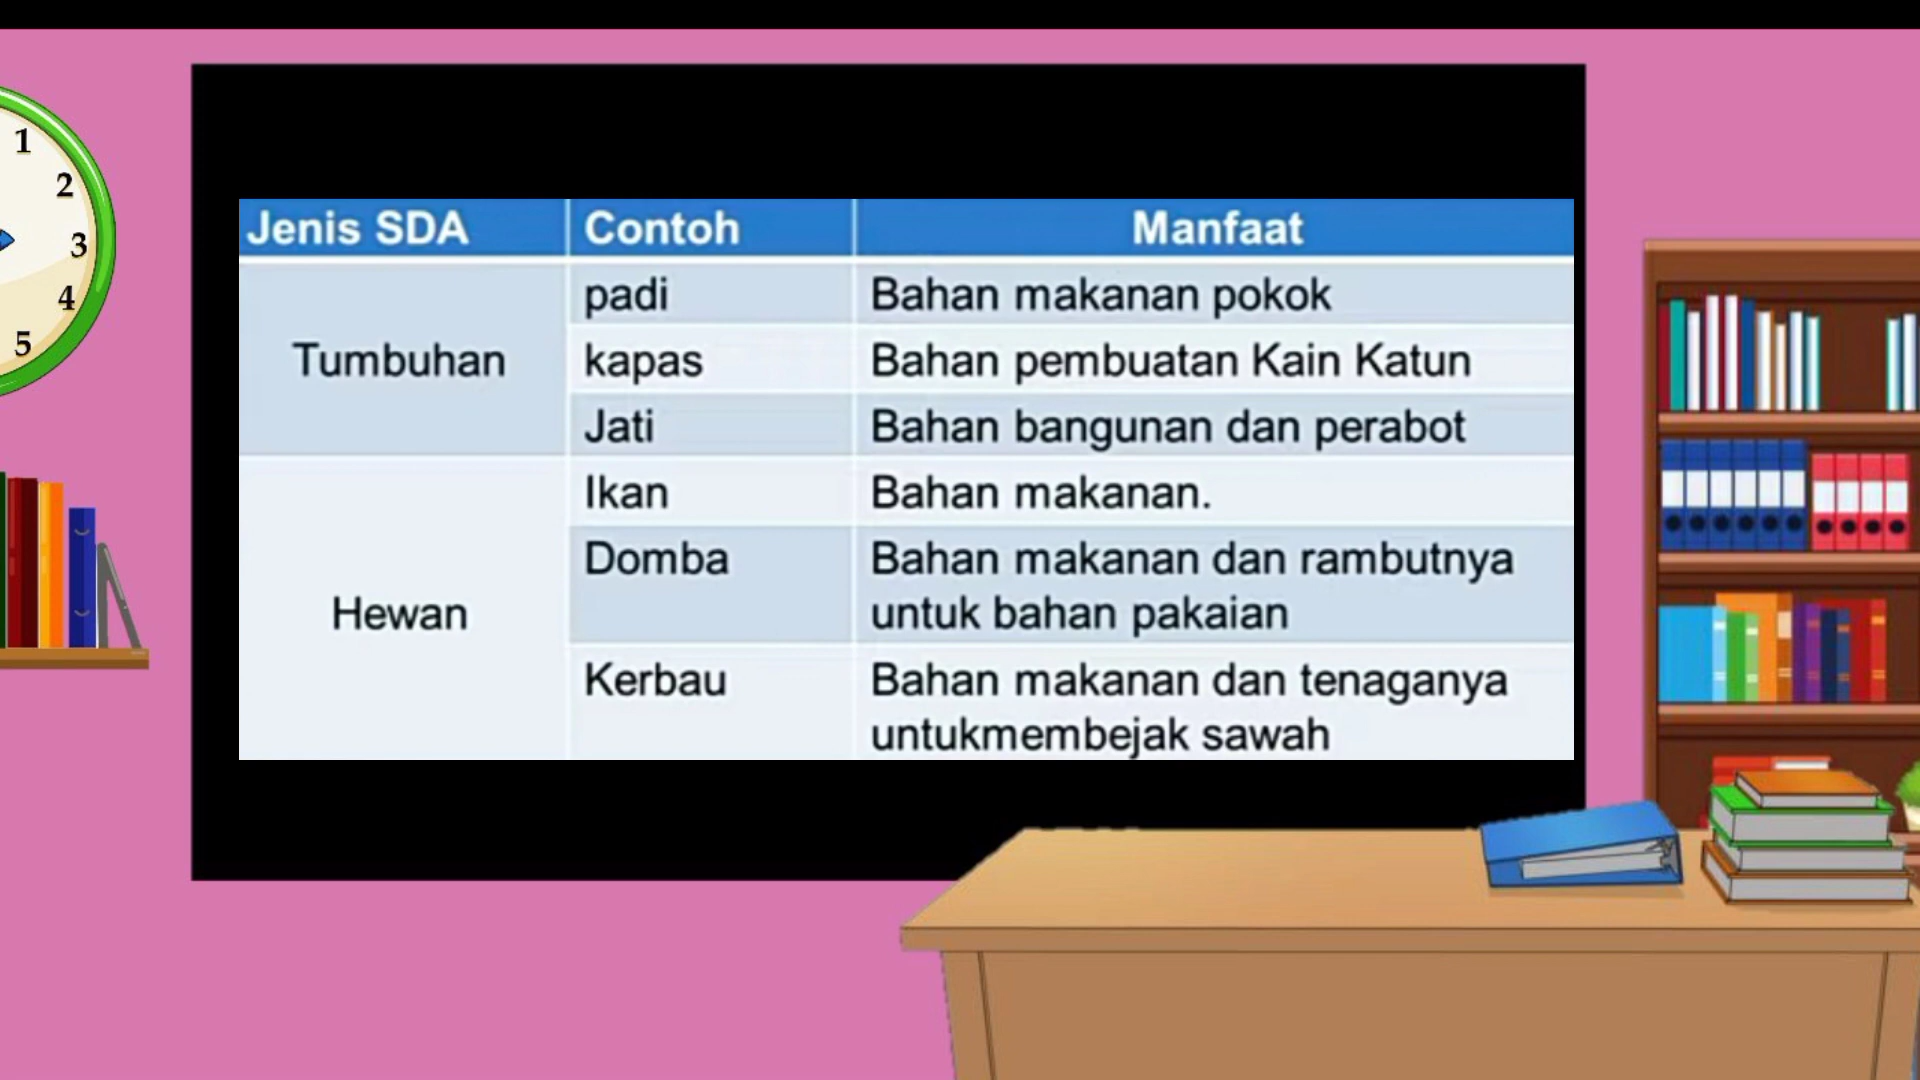 1
2
3
4
5
Jenis SDA Contoh Manfaat
padi Bahan makanan pokok
Tumbuhan kapas Bahan pembuatan Kain Katun
Jati Bahan bangunan dan perabot
Ikan Bahan makanan.
Domba Bahan makanan dan rambutnya
Hewan untuk bahan pakaian
Kerbau Bahan makanan dan tenaganya
untukmembejak sawah